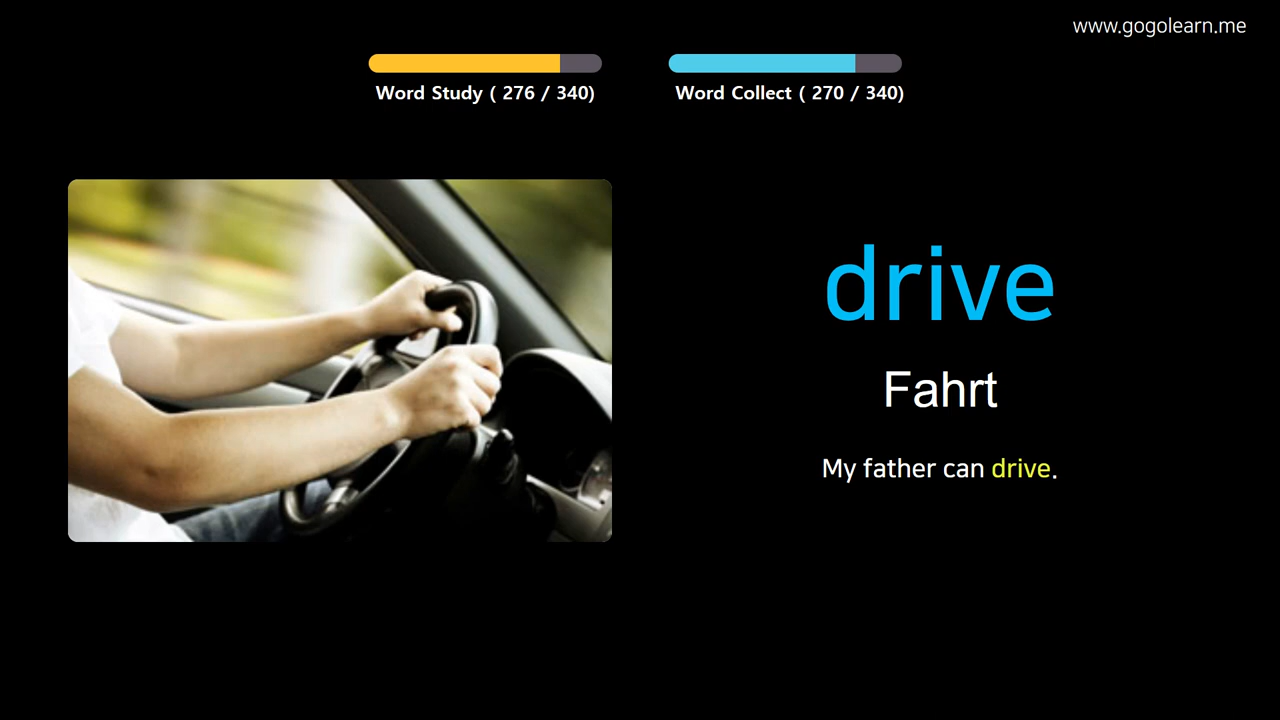 www.gogolearn.me
Word Study ( 276 / 340)
Word Collect ( 270 / 340)
drive
Fahrt
My father can drive.